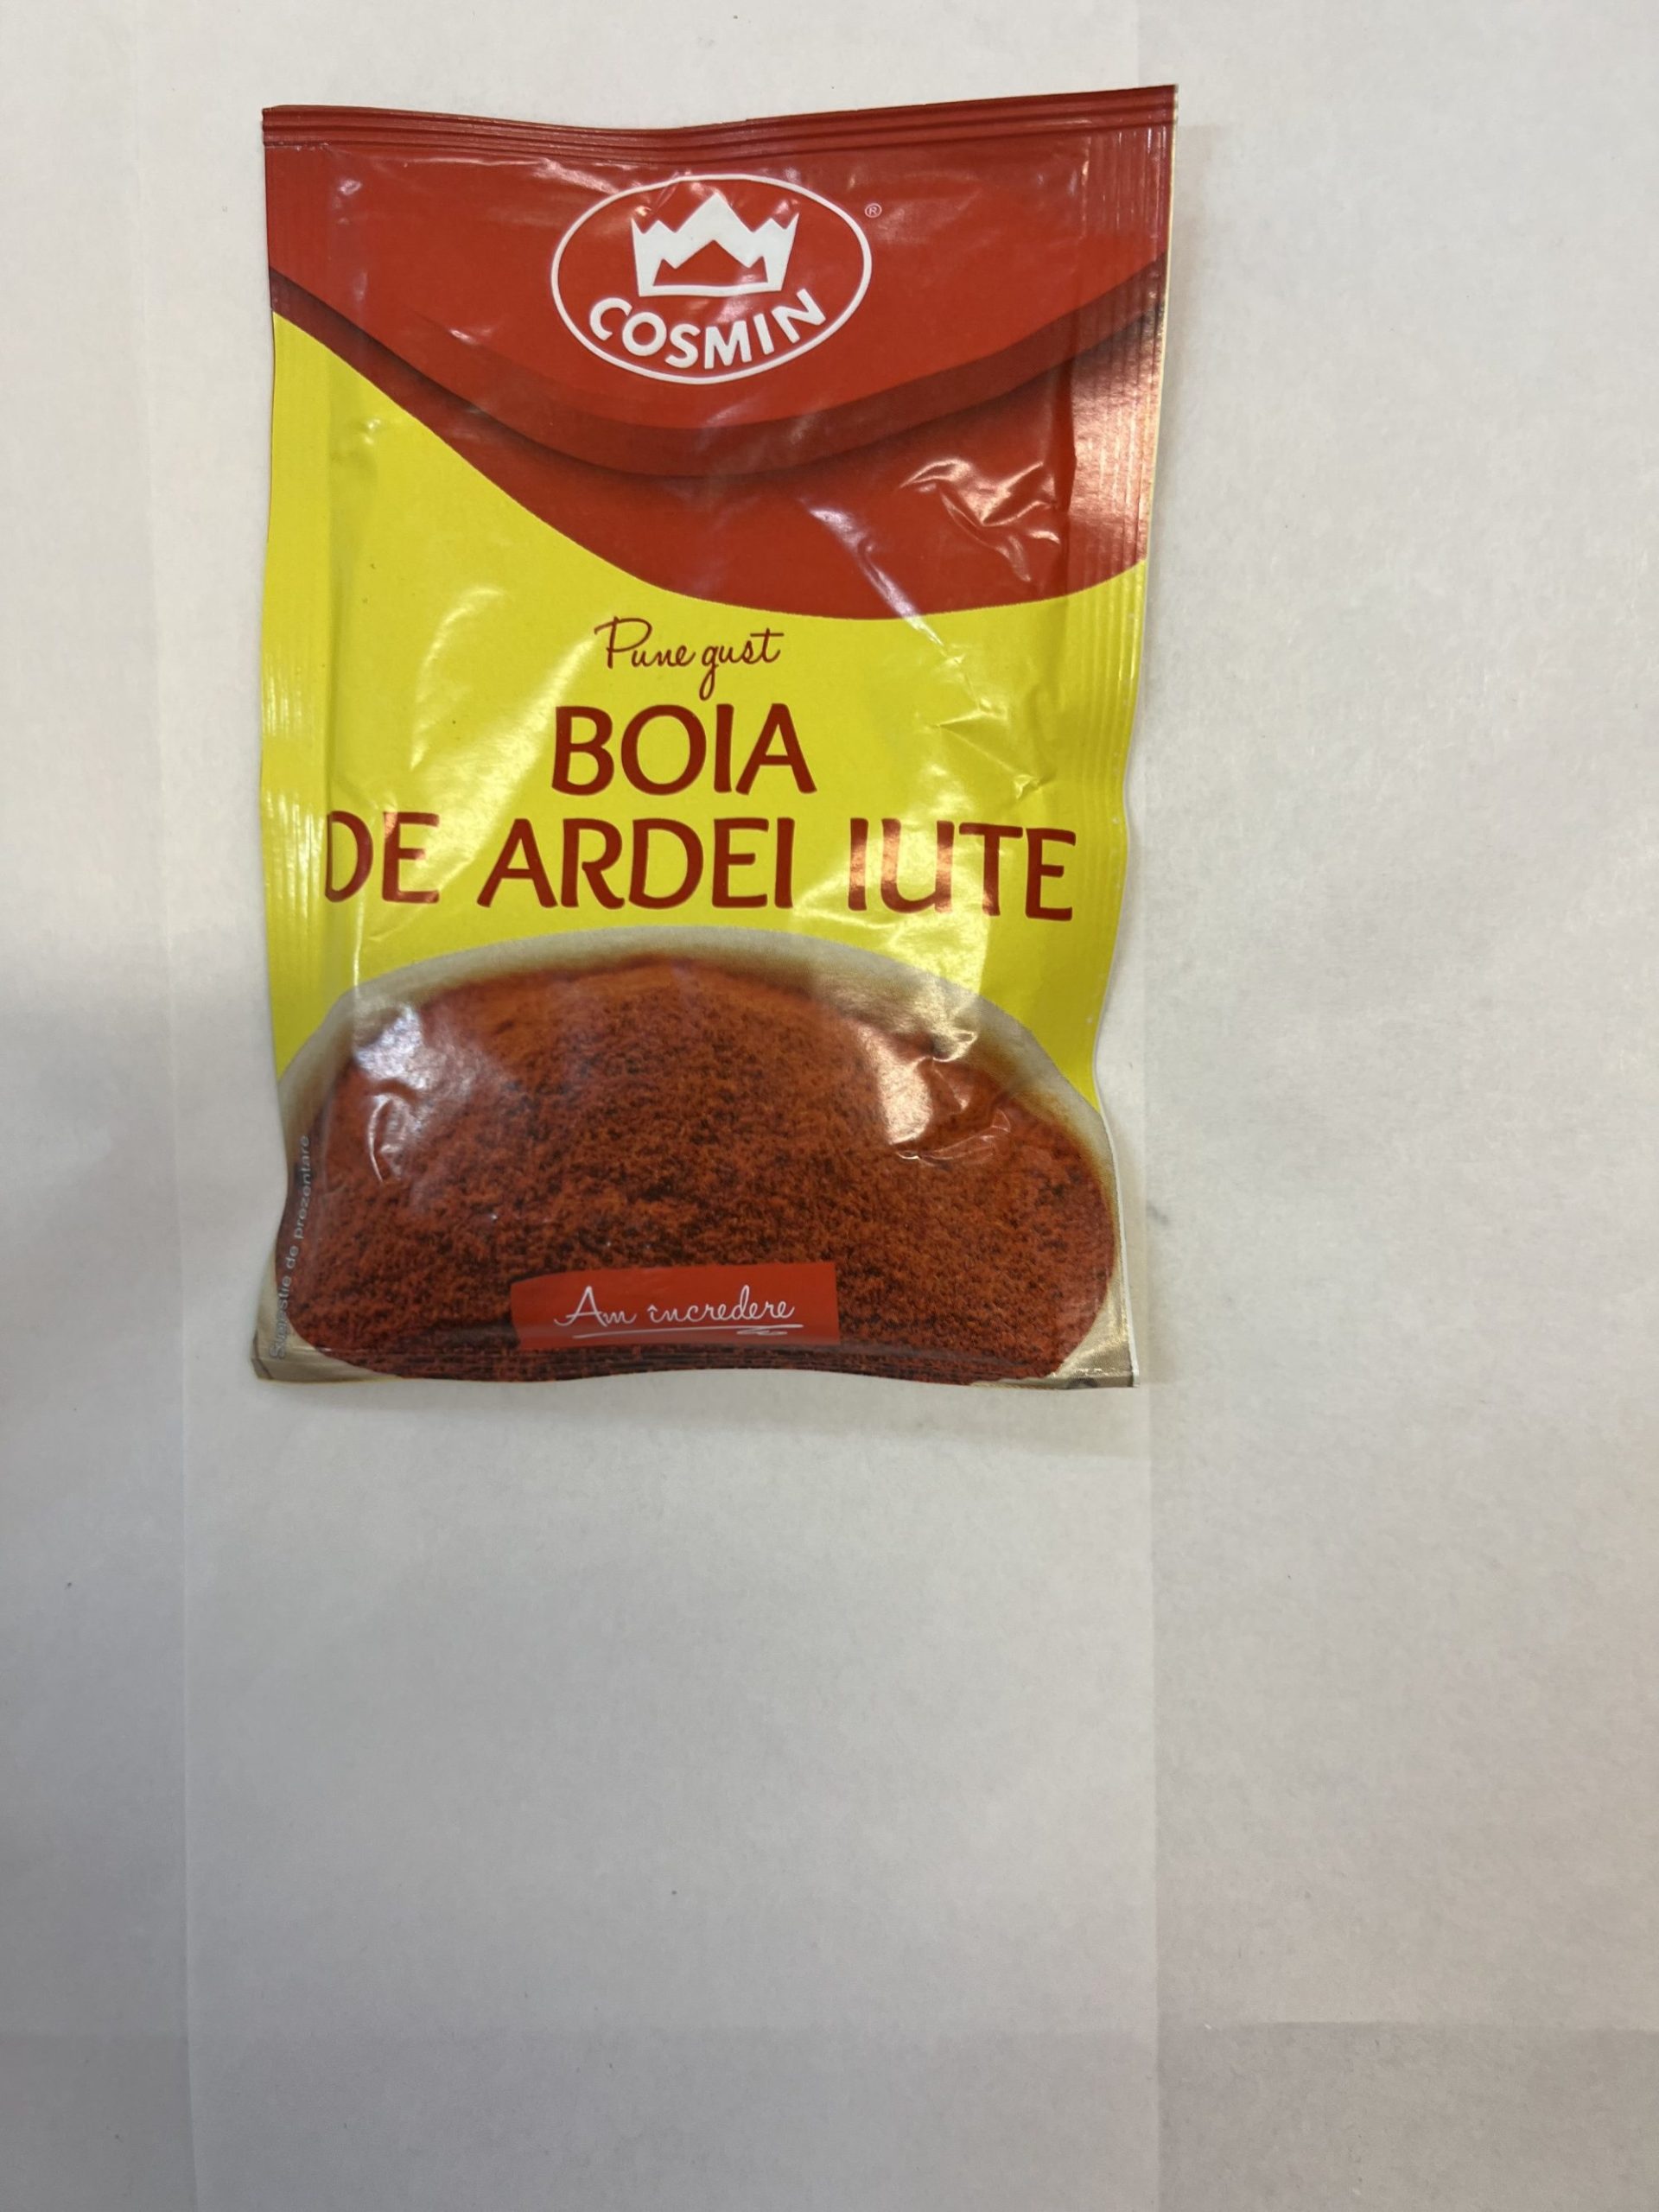 COSMIN
®
Pune gust
BOIA
DE ARDEI IUTE
Sugestie de prezentare
Am încredere